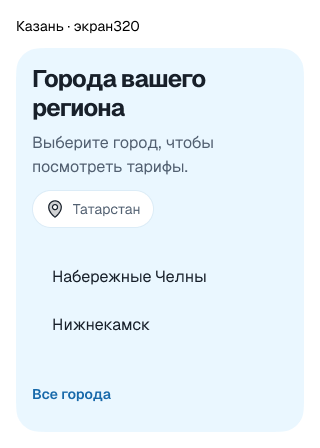 Казань · экран320
Города вашего
региона
Выберите город, чтобы
посмотреть тарифы.
Татарстан
Набережные Челны
Нижнекамск
Все города